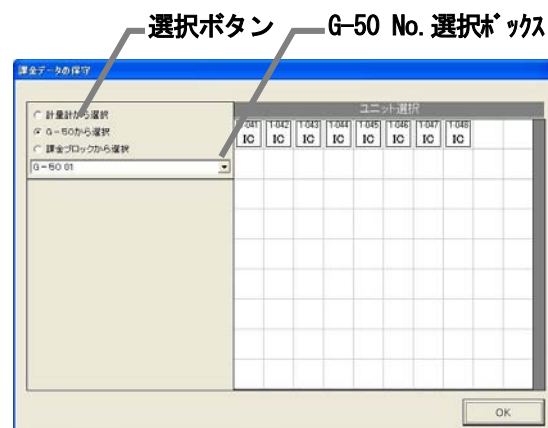 選択ボタン
G-50 No.選択ﾎﾞｯｸｽ
課金データの保守
計量計から選択
G-50から選択
課金ブロックから選択
G-50 01
ユニット選択
1-041 1-042 1-043 1-044 1-045 1-046 1-047 1-048
IC IC IC IC IC IC IC IC
OK